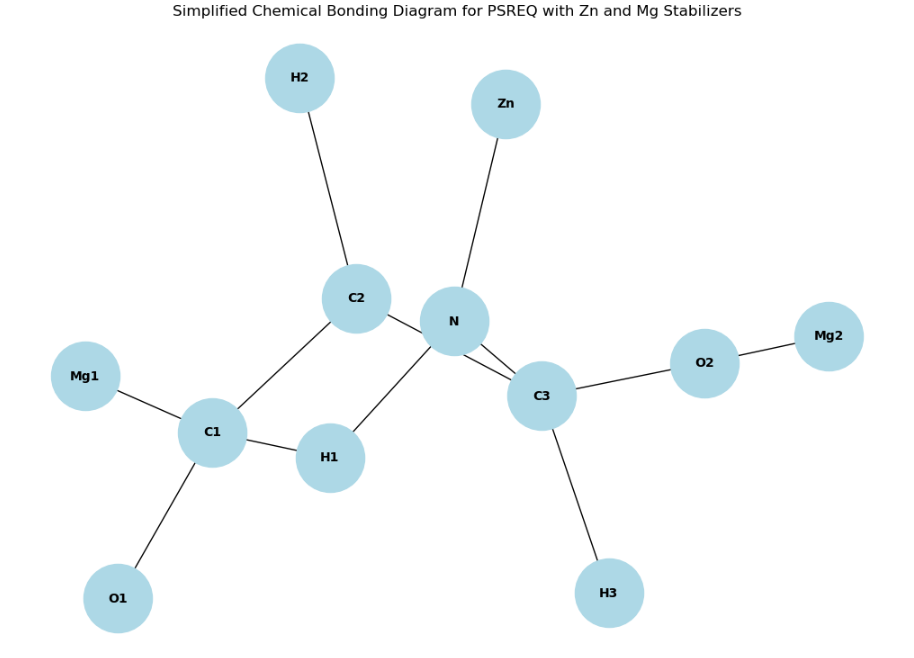 Simplified Chemical Bonding Diagram for PSREQ with Zn and Mg Stabilizers
H2
Zn
C2
N
Mg2
O2
Mg1
C3
C1
H1
H3
O1